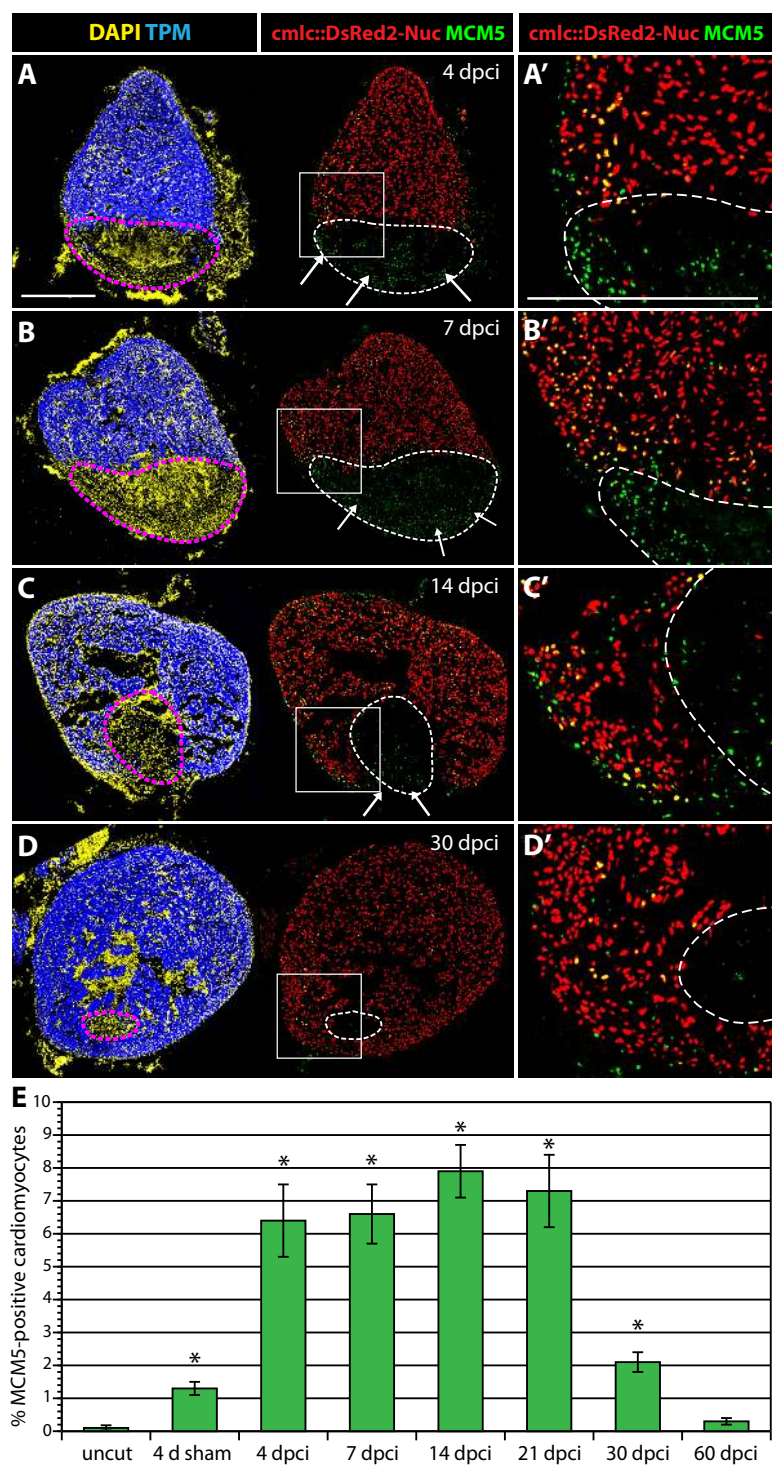 DAPI TPM cmlc::DsRed2-Nuc MCM5 cmlc::DsRed2-Nuc MCM5
A 4 dpci A′
B 7 dpci B′
C 14 dpci C′
D 30 dpci D′
E
% MCM5-positive cardiomyocytes
10
9
8
7
6
5
4
3
2
1
0
* * * * * *
uncut 4 d sham 4 dpci 7 dpci 14 dpci 21 dpci 30 dpci 60 dpci